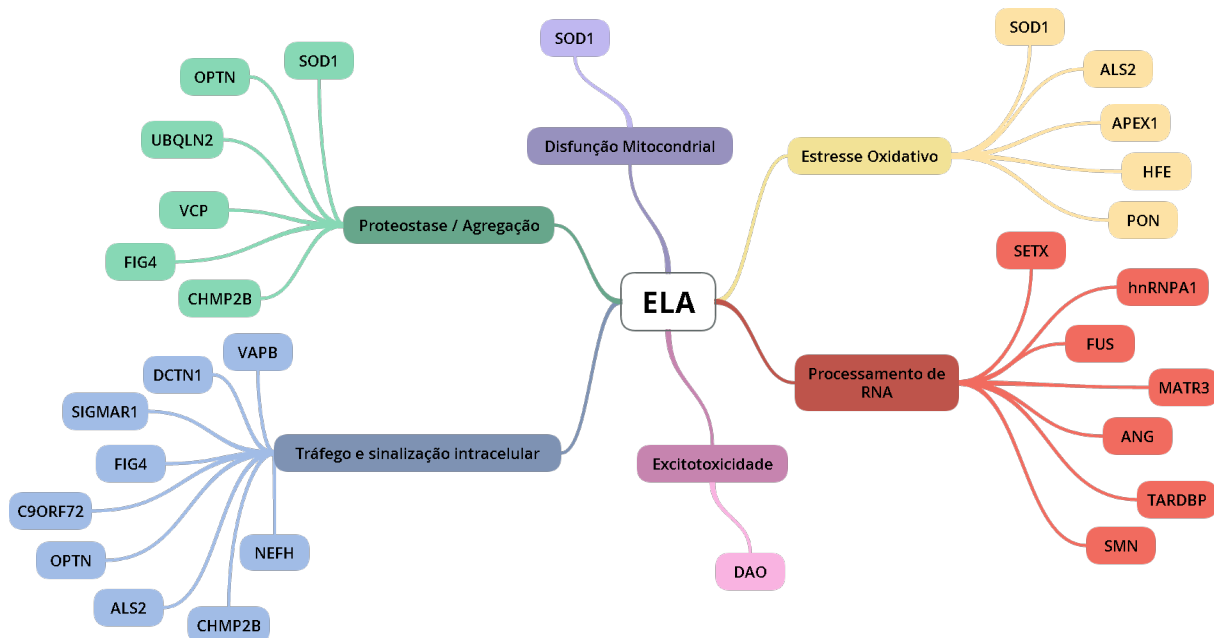 SOD1
OPTN
UBQLN2
VCP
FIG4
CHMP2B
Proteostase / Agregação
SOD1
Disfunção Mitocondrial
SOD1
ALS2
APEX1
HFE
PON
Estresse Oxidativo
ELA
SETX
hnRNPA1
FUS
MATR3
ANG
TARDBP
SMN
Processamento de
RNA
VAPB
DCTN1
SIGMAR1
FIG4
C9ORF72
OPTN
ALS2
CHMP2B
NEFH
Tráfego e sinalização intracelular
Excitotoxicidade
DAO